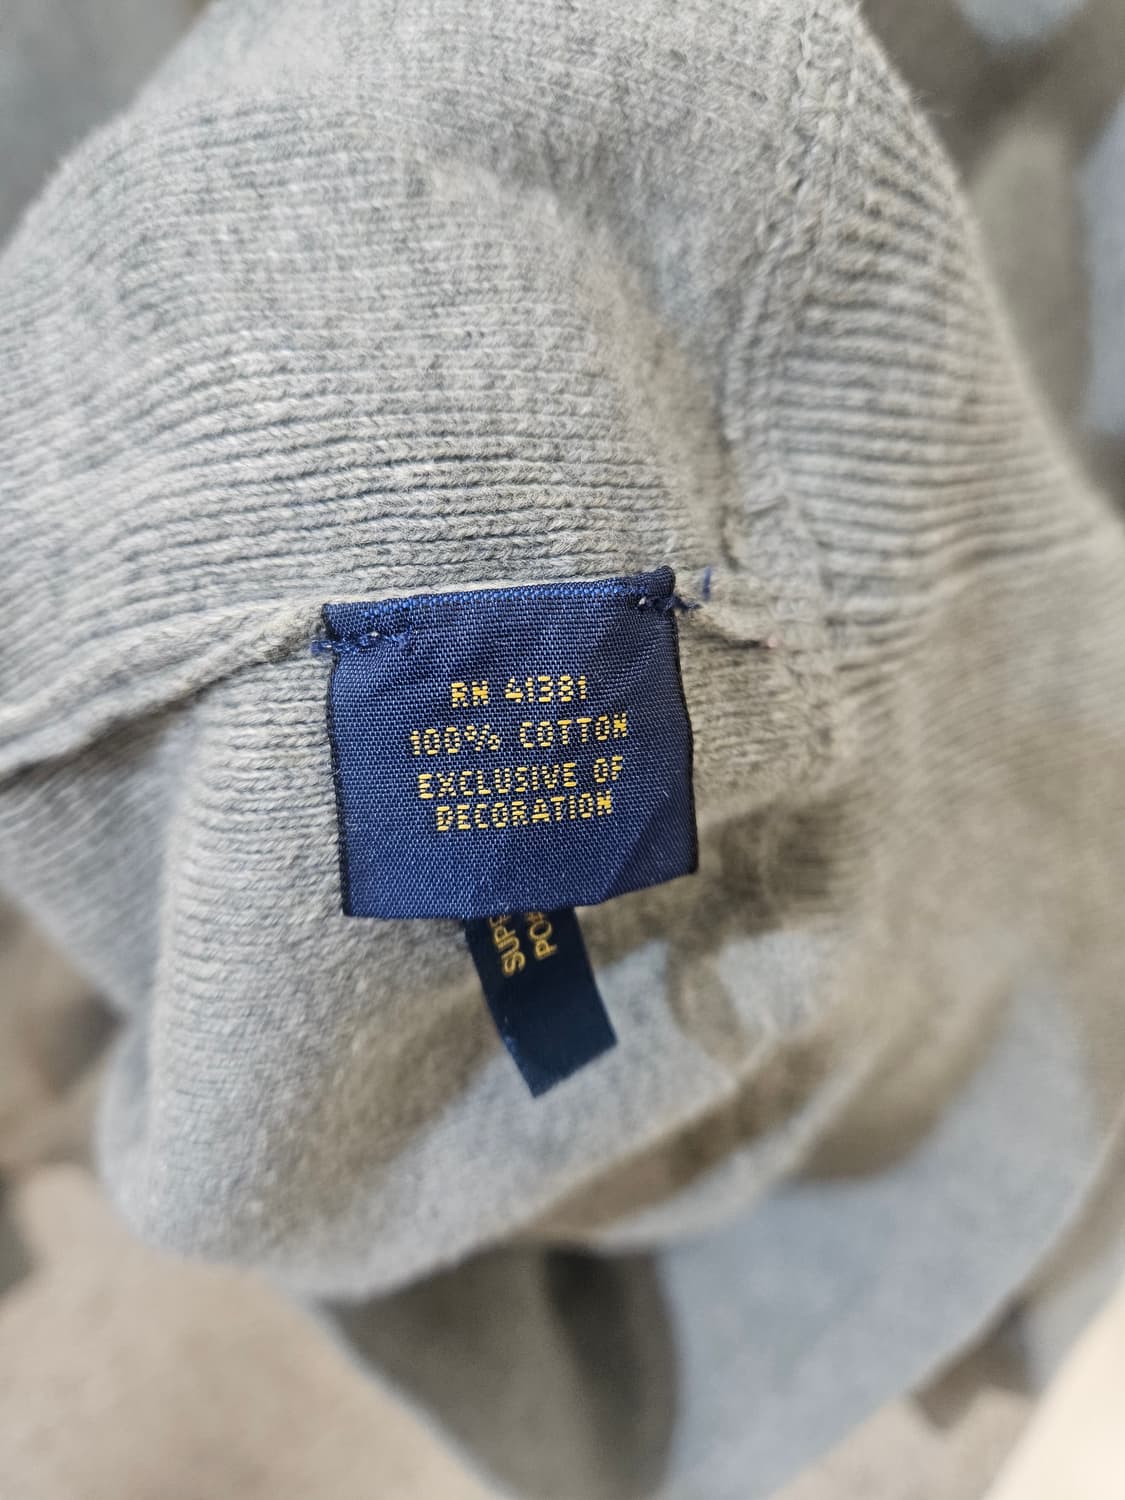 RN 41381
100% COTTON
EXCLUSIVE OF
DECORATION